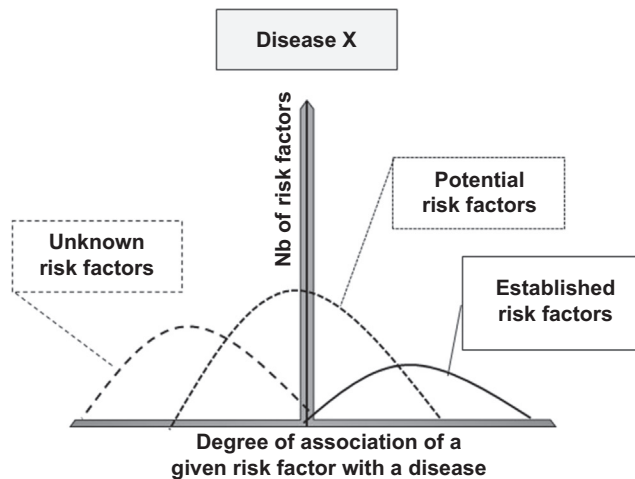 Disease X
Nb of risk factors
Potential
risk factors
Unknown
risk factors
Established
risk factors
Degree of association of a
given risk factor with a disease